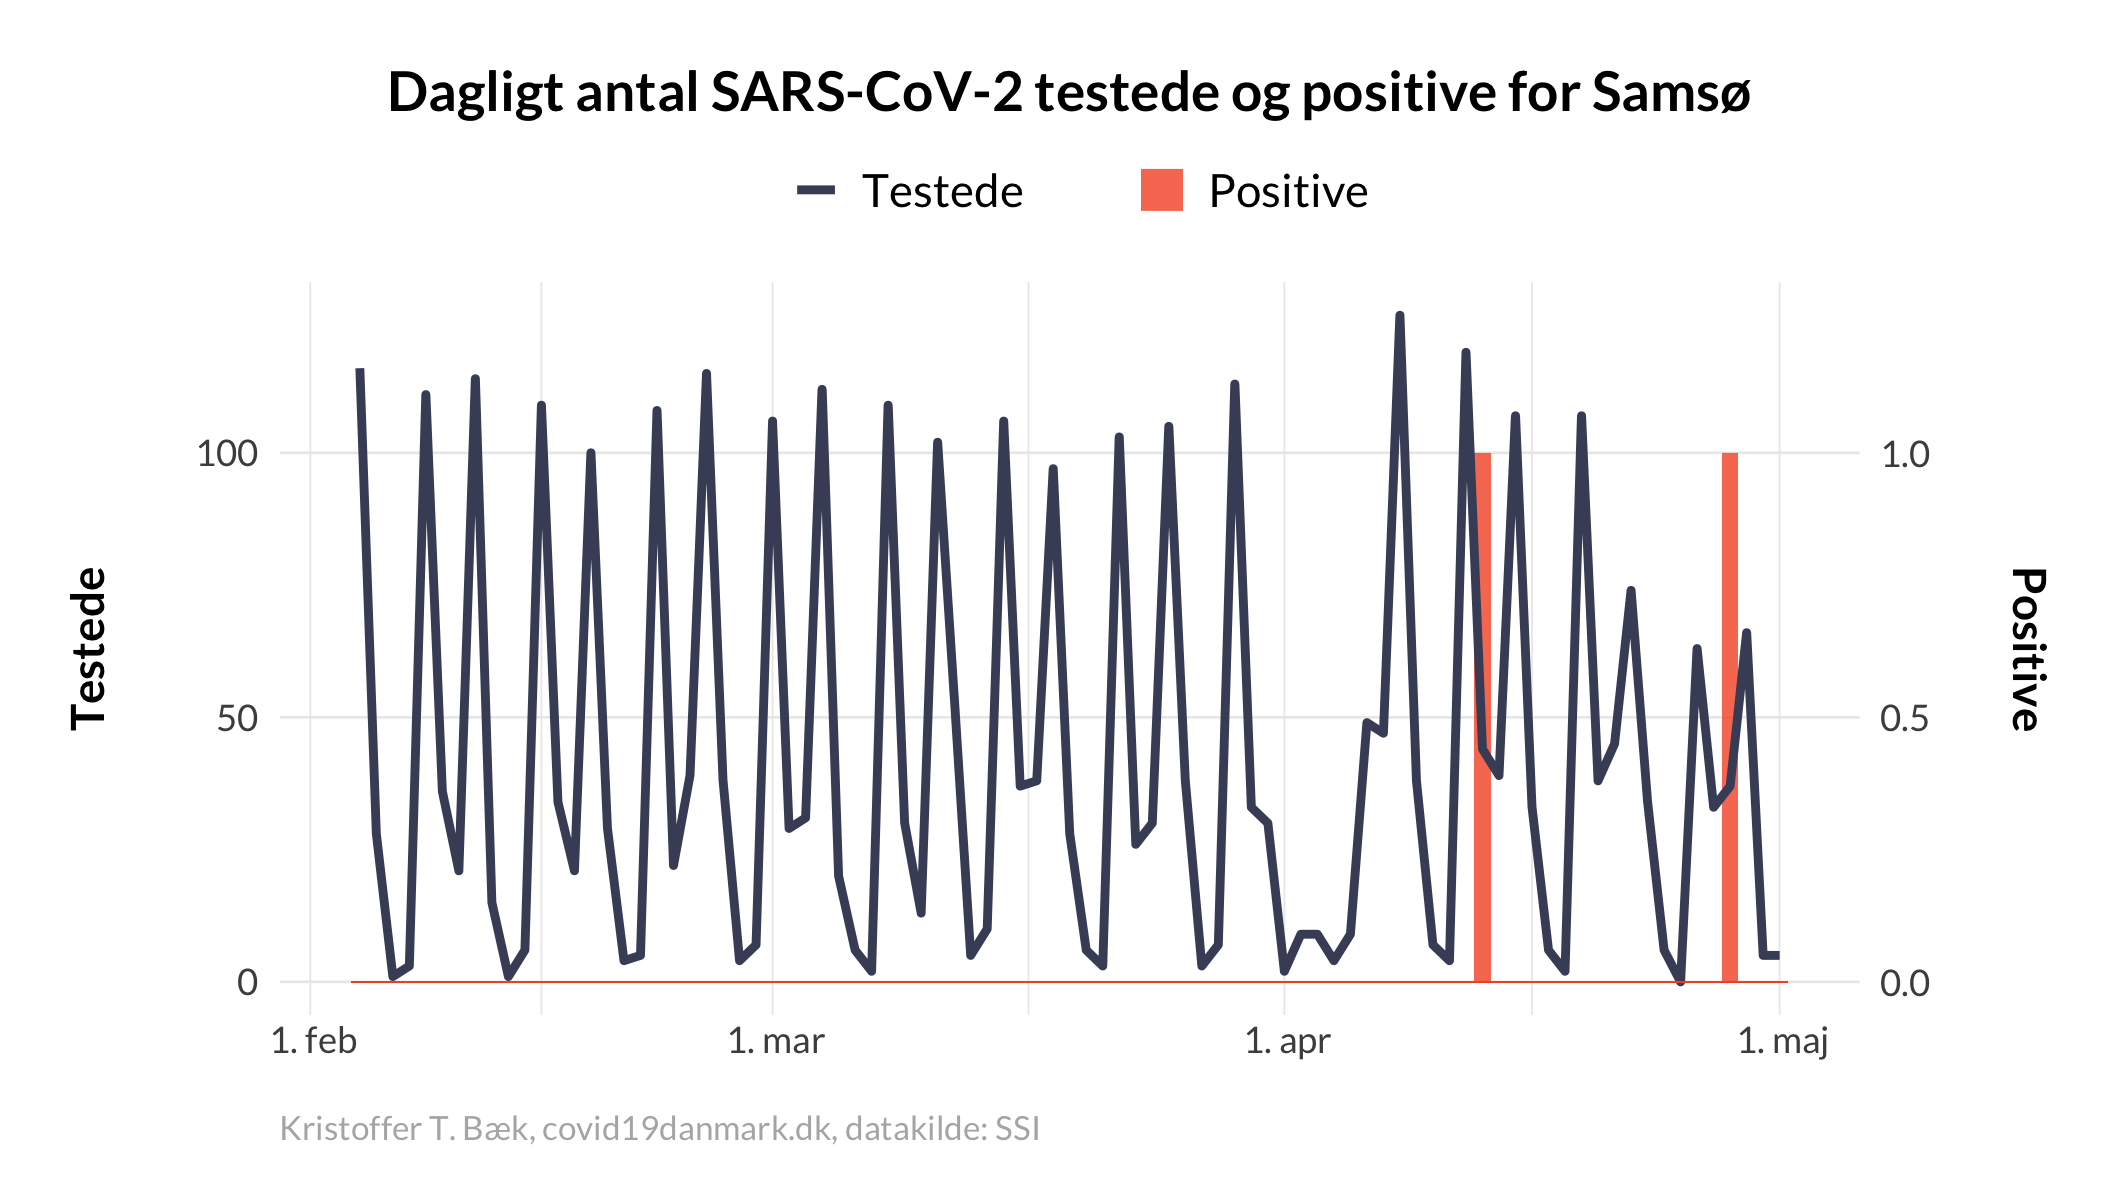 Dagligt antal SARS-CoV-2 testede og positive for Samsø
Testede
Positive
100
50
0
1.0
0.5
0.0
Testede
Positive
1. feb
1. mar
1. apr
1. maj
Kristoffer T. Bæk, covid19danmark.dk, datakilde: SSI